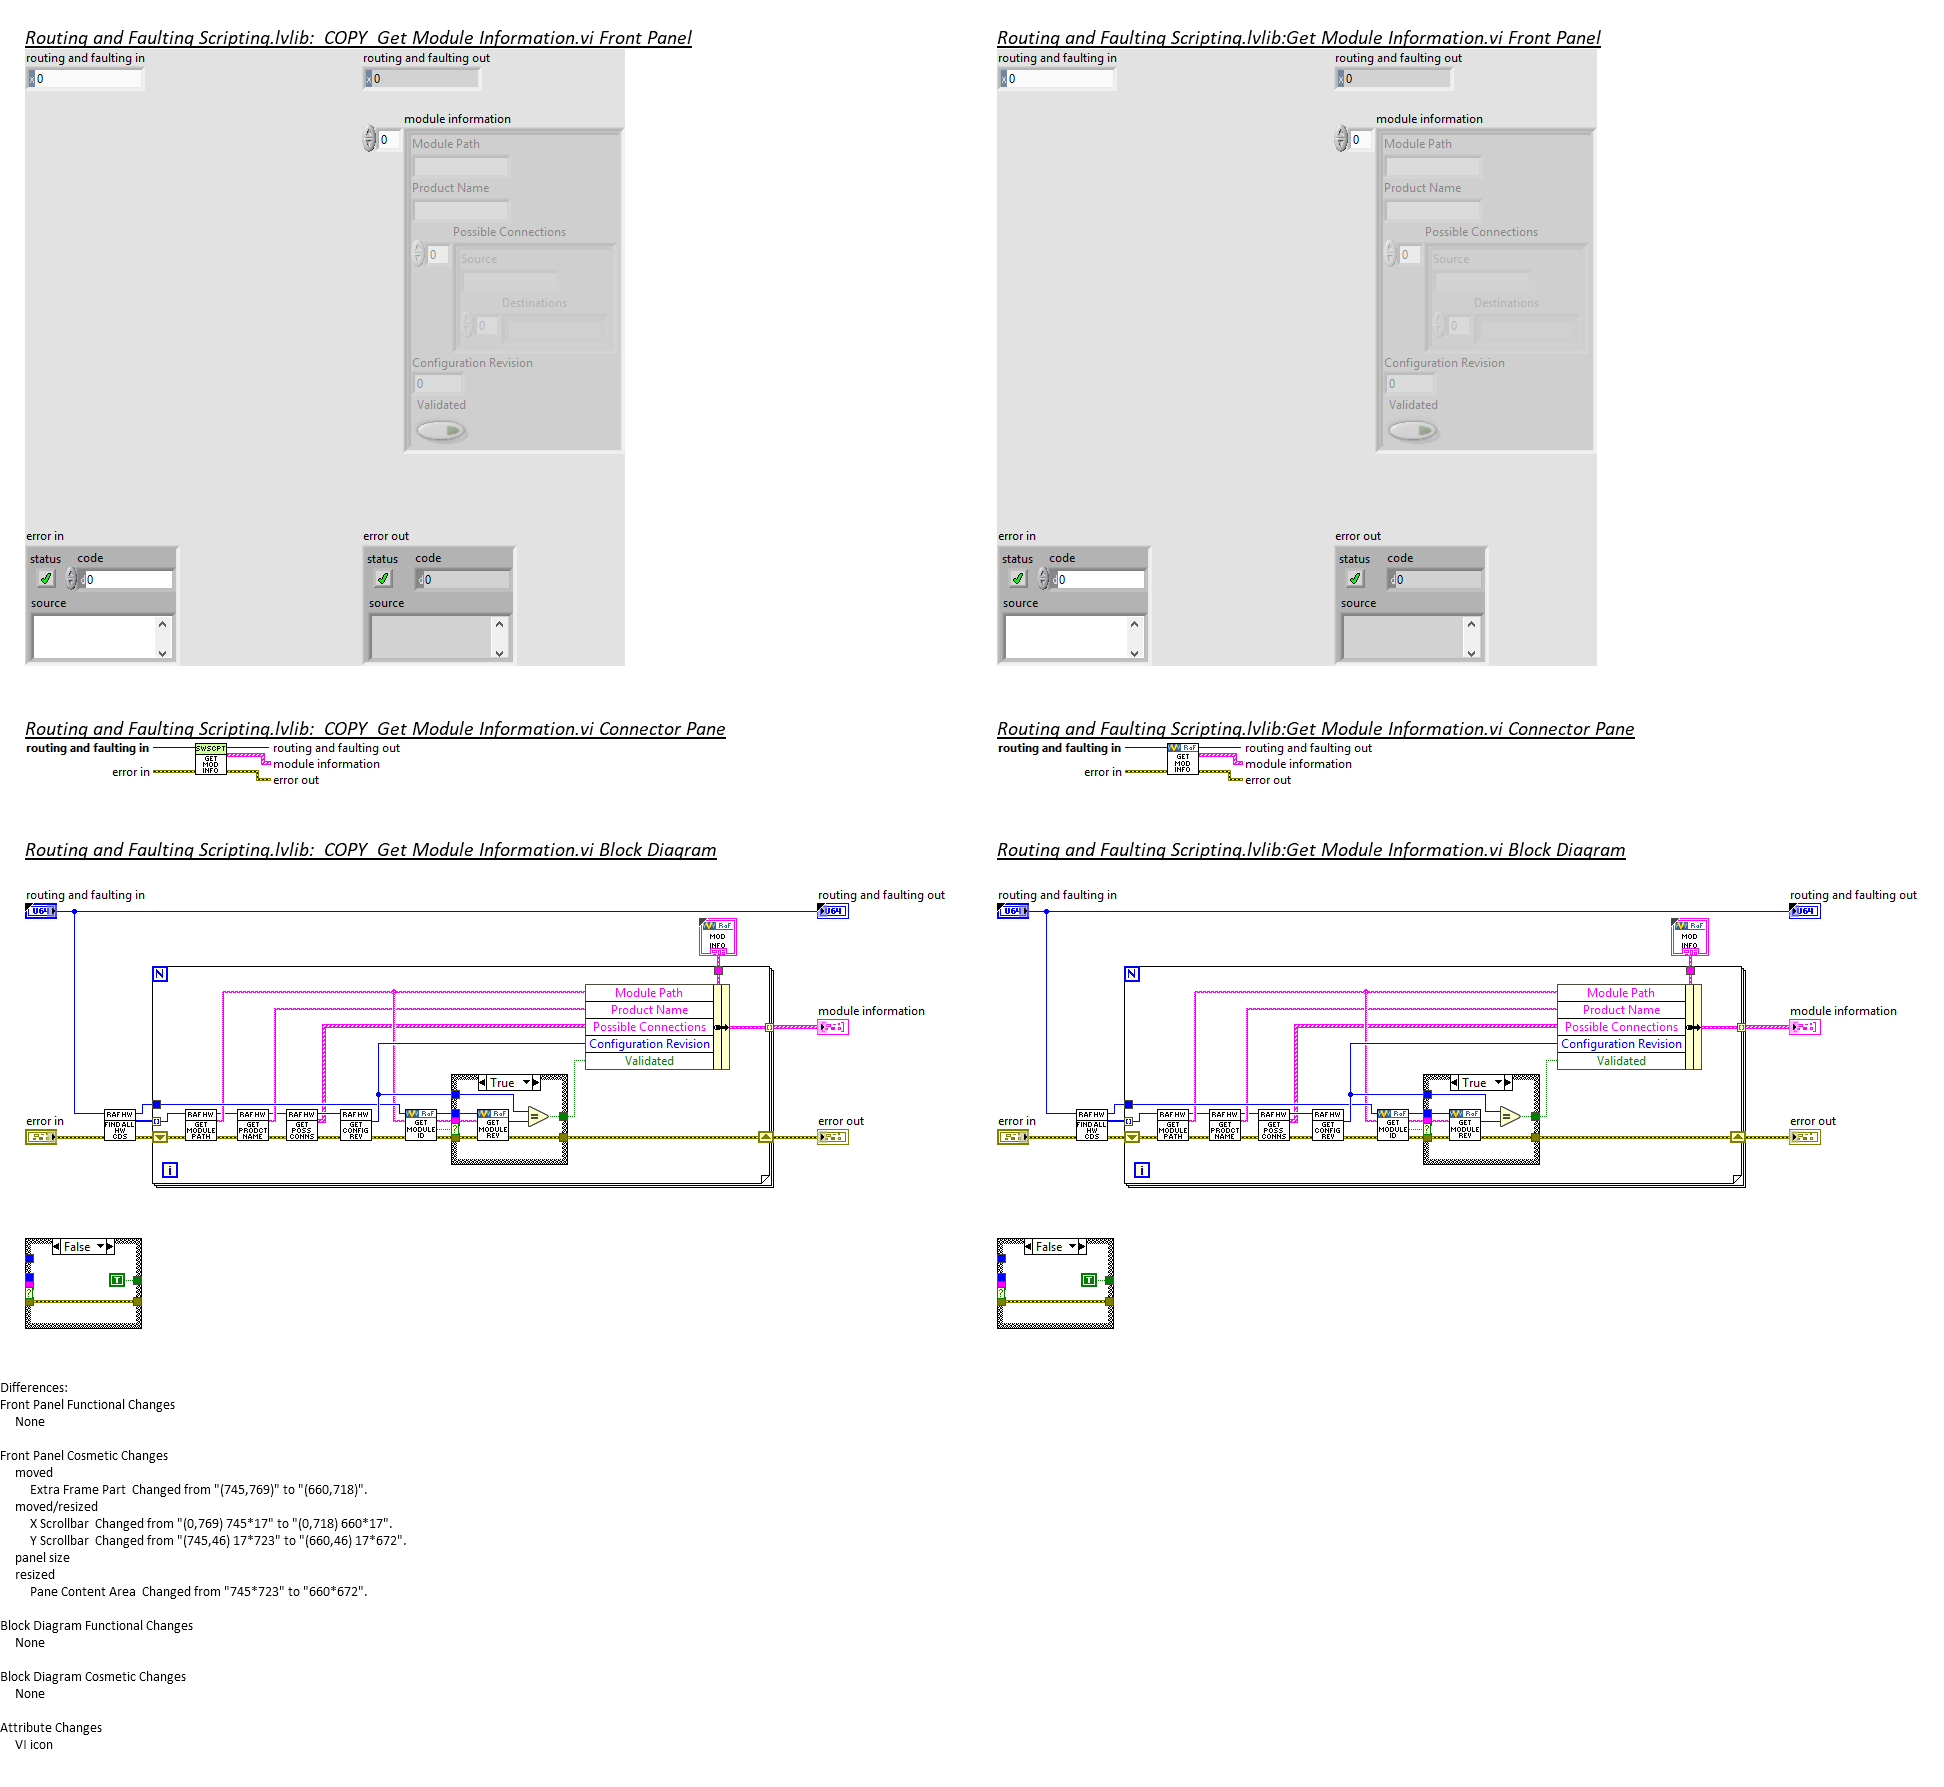 Routing and Faulting Scripting.lvlib:_COPY_Get Module Information.vi Front Panel
routing and faulting in
x 0
routing and faulting out
x 0
module information
0
Module Path
Product Name
Possible Connections
0
Source
Destinations
0
Configuration Revision
0
Validated
error in
status code
d 0
source
error out
status code
d 0
source
Routing and Faulting Scripting.lvlib:Get Module Information.vi Front Panel
routing and faulting in
x 0
routing and faulting out
x 0
module information
0
Module Path
Product Name
Possible Connections
0
Source
Destinations
0
Configuration Revision
0
Validated
error in
status code
d 0
source
error out
status code
d 0
source
Routing and Faulting Scripting.lvlib:_COPY_Get Module Information.vi Connector Pane
routing and faulting in
error in
SWSCPT
GET
MOD
INFO
routing and faulting out
module information
error out
Routing and Faulting Scripting.lvlib:Get Module Information.vi Connector Pane
routing and faulting in
error in
RaF
GET
MOD
INFO
routing and faulting out
module information
error out
Routing and Faulting Scripting.lvlib:_COPY_Get Module Information.vi Block Diagram
routing and faulting in
U64
routing and faulting out
U64
RaF
MOD
INFO
N
Module Path
Product Name
Possible Connections
Configuration Revision
Validated
module information
True
error in
RAF HW
FIND ALL
HW
CDS
RAF HW
GET
MODULE
PATH
RAF HW
GET
PRODCT
NAME
RAF HW
GET
POSS
CONNS
RAF HW
GET
CONFIG
REV
RaF
GET
MODULE
ID
?
RaF
GET
MODULE
REV
=
error out
i
False
T
?
Routing and Faulting Scripting.lvlib:Get Module Information.vi Block Diagram
routing and faulting in
U64
routing and faulting out
U64
RaF
MOD
INFO
N
Module Path
Product Name
Possible Connections
Configuration Revision
Validated
module information
True
error in
RAF HW
FIND ALL
HW
CDS
RAF HW
GET
MODULE
PATH
RAF HW
GET
PRODCT
NAME
RAF HW
GET
POSS
CONNS
RAF HW
GET
CONFIG
REV
RaF
GET
MODULE
ID
?
RaF
GET
MODULE
REV
=
error out
i
False
T
?
Differences:
Front Panel Functional Changes
None
Front Panel Cosmetic Changes
moved
Extra Frame Part  Changed from "(745,769)" to "(660,718)".
moved/resized
X Scrollbar  Changed from "(0,769) 745*17" to "(0,718) 660*17".
Y Scrollbar  Changed from "(745,46) 17*723" to "(660,46) 17*672".
panel size
resized
Pane Content Area  Changed from "745*723" to "660*672".
Block Diagram Functional Changes
None
Block Diagram Cosmetic Changes
None
Attribute Changes
VI icon